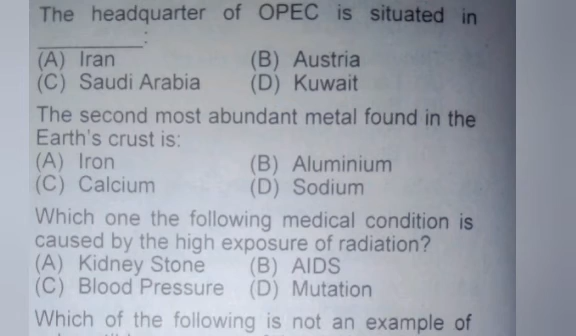 The headquarter of OPEC is situated in
____________:
(A) Iran (B) Austria
(C) Saudi Arabia (D) Kuwait
The second most abundant metal found in the
Earth's crust is:
(A) Iron (B) Aluminium
(C) Calcium (D) Sodium
Which one the following medical condition is
caused by the high exposure of radiation?
(A) Kidney Stone (B) AIDS
(C) Blood Pressure (D) Mutation
Which of the following is not an example of